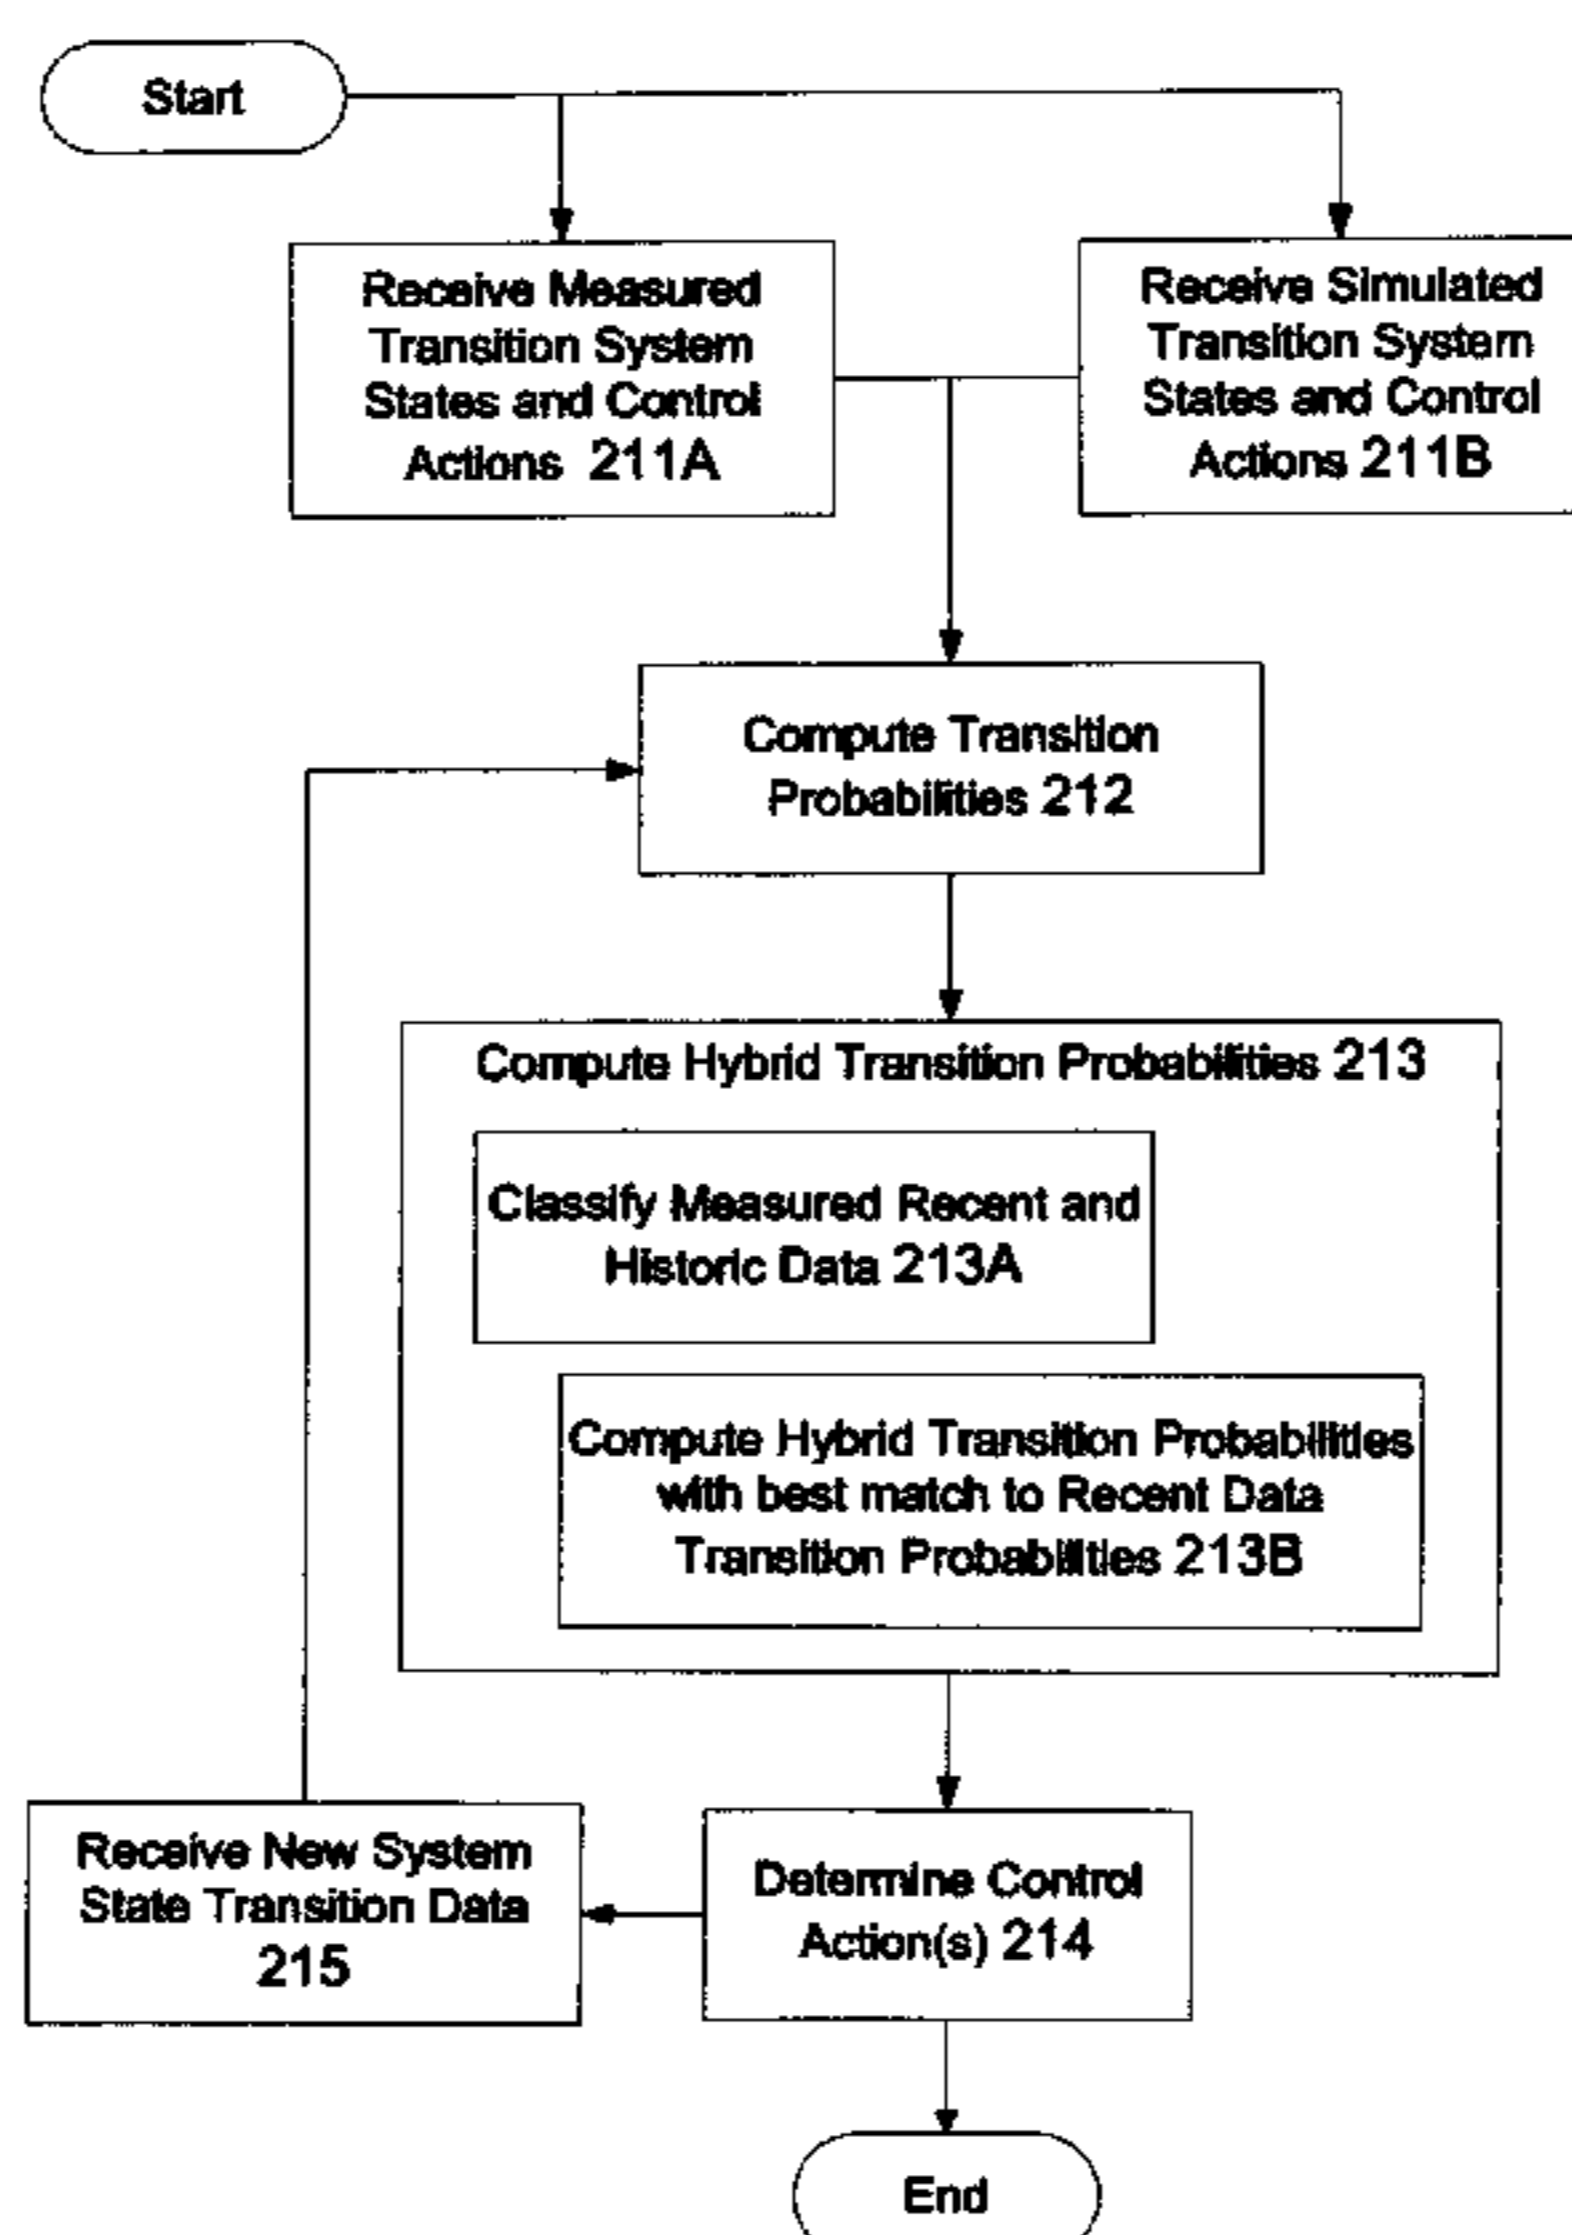 Start
Receive Measured
Transition System
States and Control
Actions 211A
Receive Simulated
Transition System
States and Control
Actions 211B
Compute Transition
Probabilities 212
Compute Hybrid Transition Probabilities 213
Classify Measured Recent and
Historic Data 213A
Compute Hybrid Transition Probabilities
with best match to Recent Data
Transition Probabilities 213B
Receive New System
State Transition Data
215
Determine Control
Action(s) 214
End